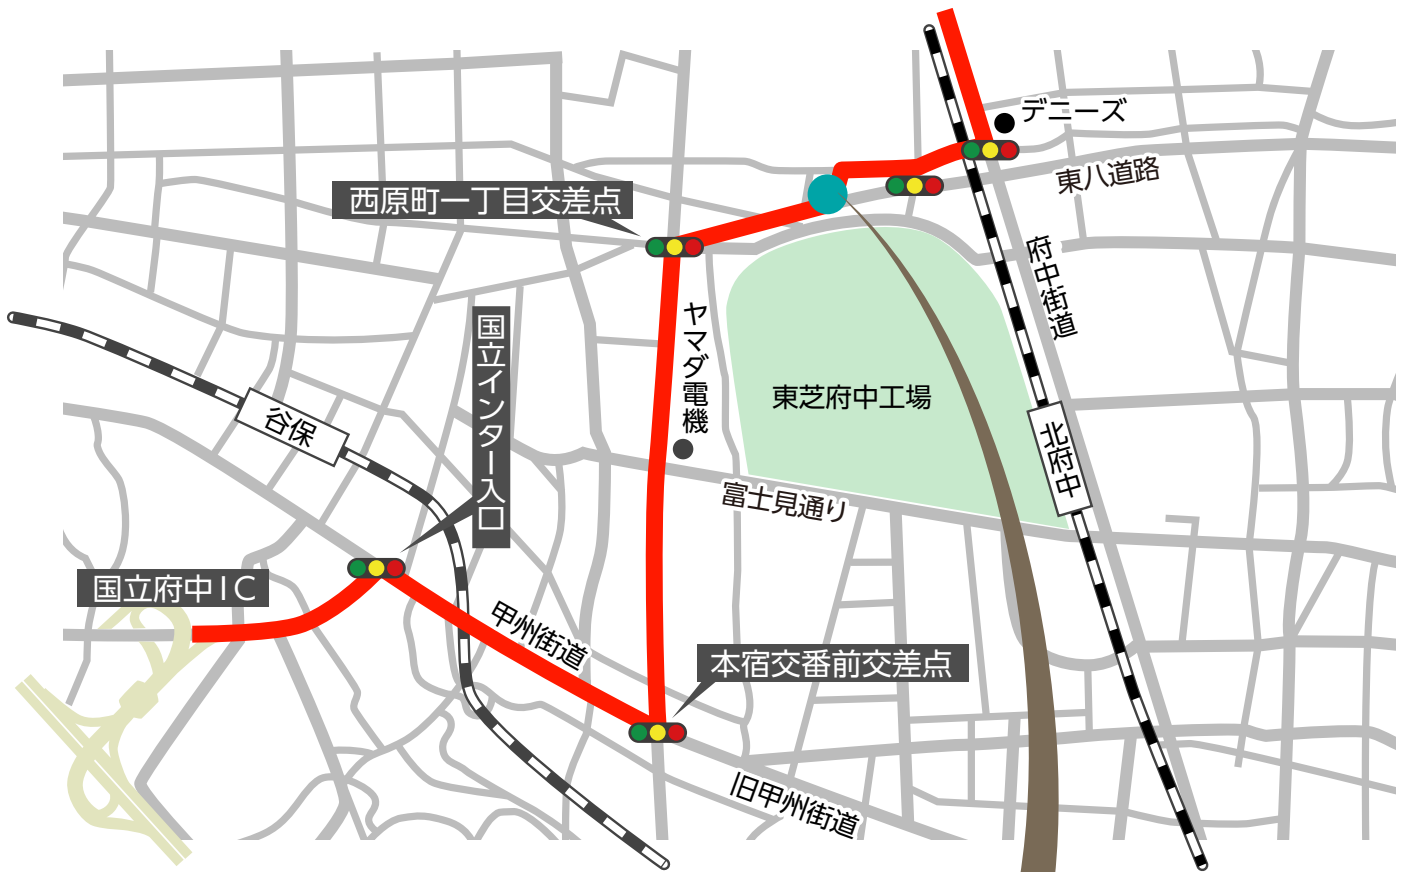 デニーズ
東八道路
西原町一丁目交差点
府中街道
ヤマダ電機
国立インター入口
東芝府中工場
谷保
北府中
富士見通り
国立府中IC
甲州街道
本宿交番前交差点
旧甲州街道